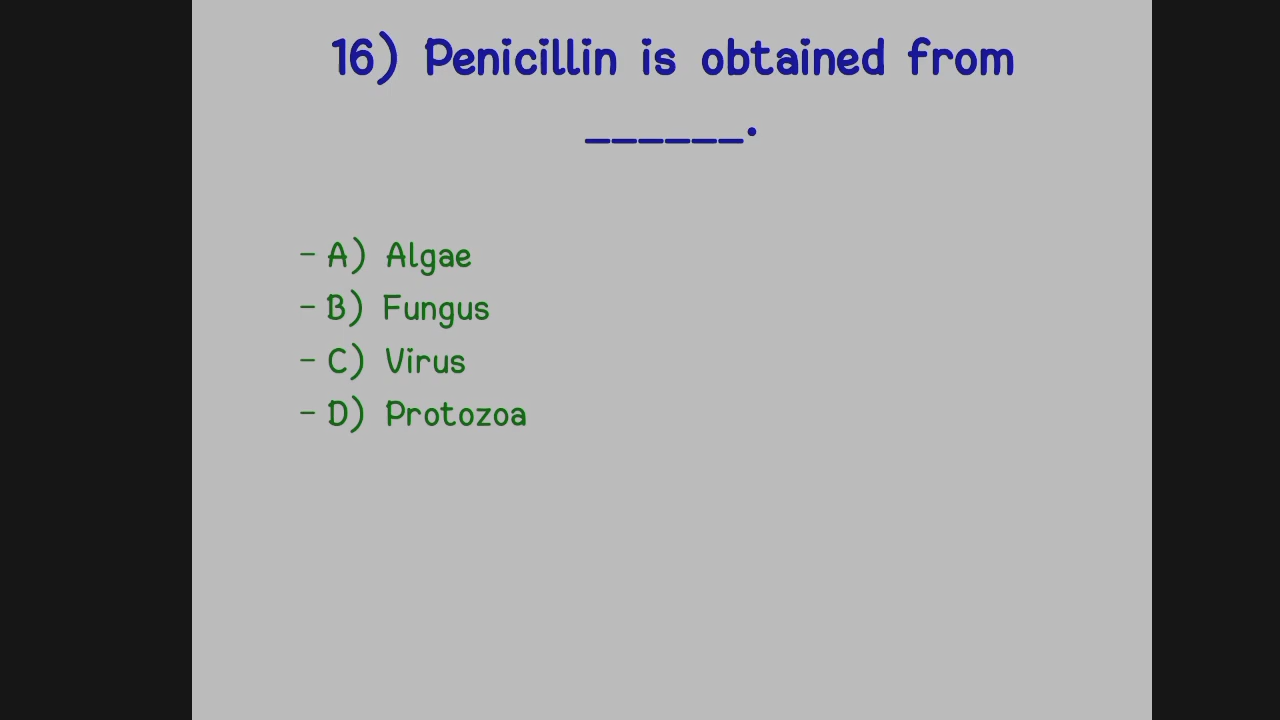 16) Penicillin is obtained from
______.
- A) Algae
- B) Fungus
- C) Virus
- D) Protozoa